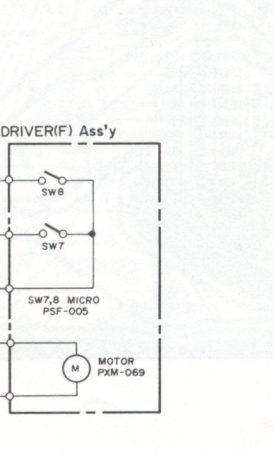 DRIVER(F) Ass'y
SW8
SW7
SW7,8 MICRO
PSF-005
M
MOTOR
PXM-069